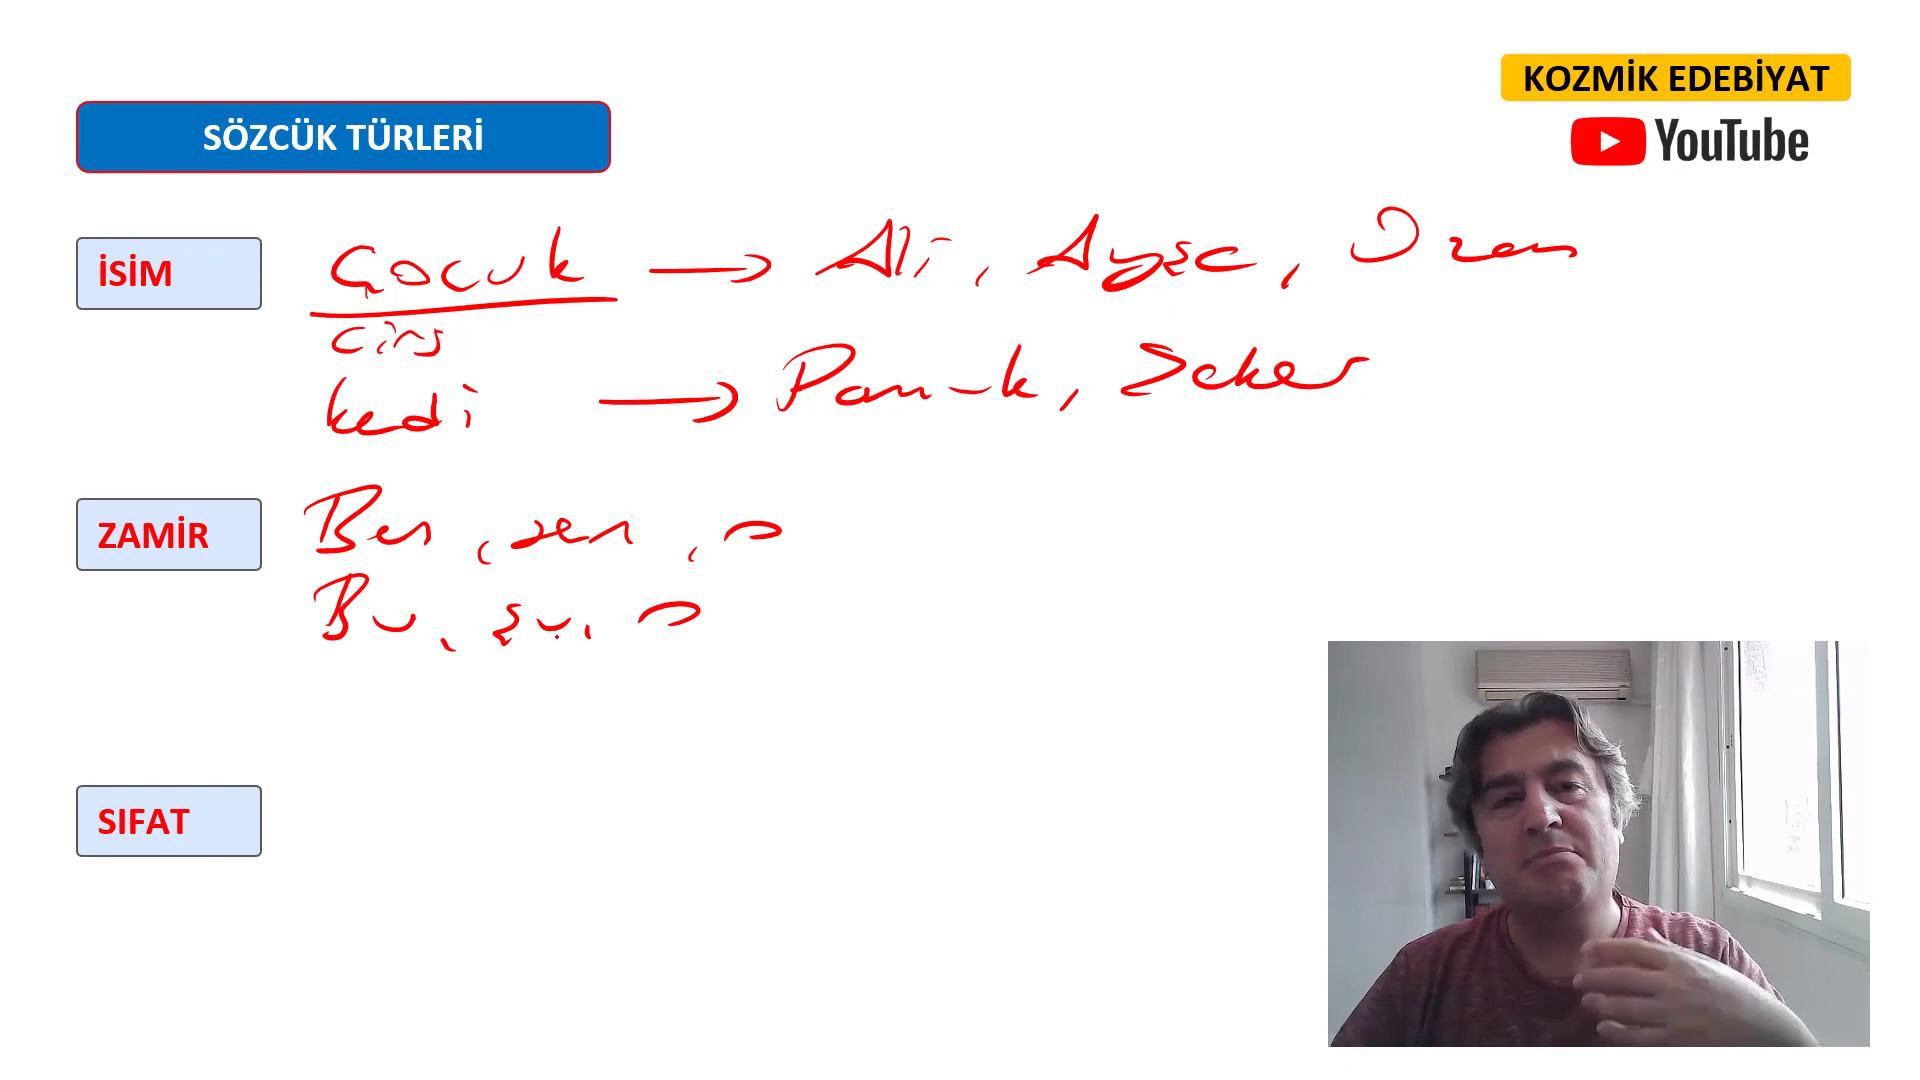 KOZMİK EDEBİYAT
YouTube
SÖZCÜK TÜRLERİ
İSİM
Çocuk → Ali, Ayşe, Ozan
cins
kedi → Pamuk, Şeker
ZAMİR
Ben, sen, o
Bu, şu, o
SIFAT